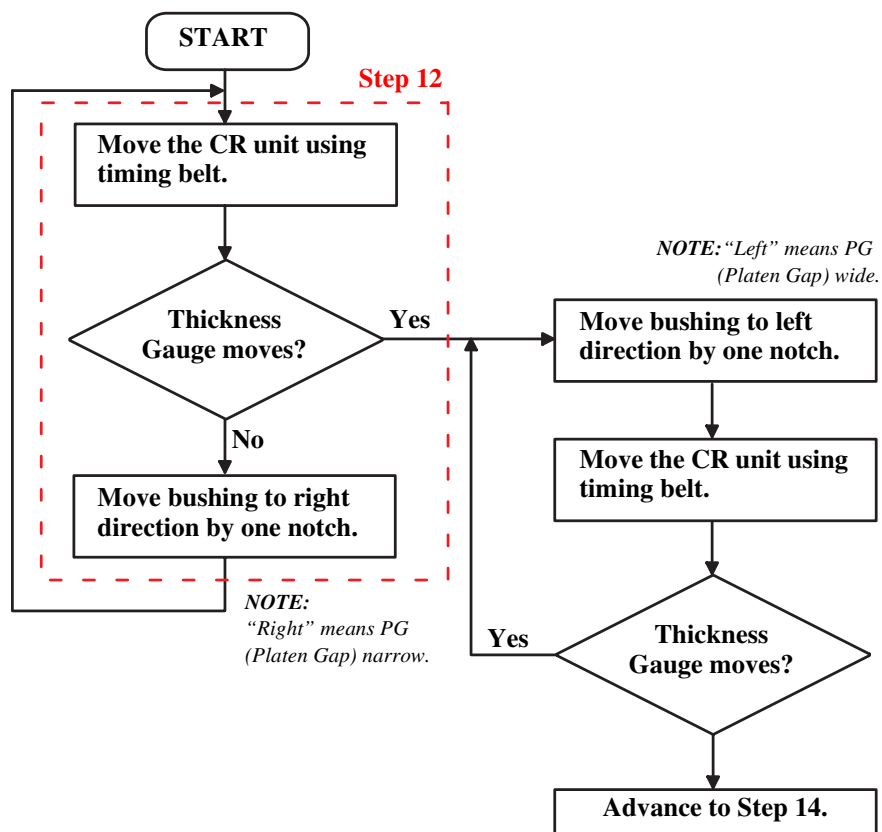 START
Step 12
Move the CR unit using
timing belt.
Thickness
Gauge moves?
Yes
No
Move bushing to right
direction by one notch.
NOTE:
“Right” means PG
(Platen Gap) narrow.
NOTE:“Left” means PG
(Platen Gap) wide.
Move bushing to left
direction by one notch.
Move the CR unit using
timing belt.
Thickness
Gauge moves?
Yes
Advance to Step 14.